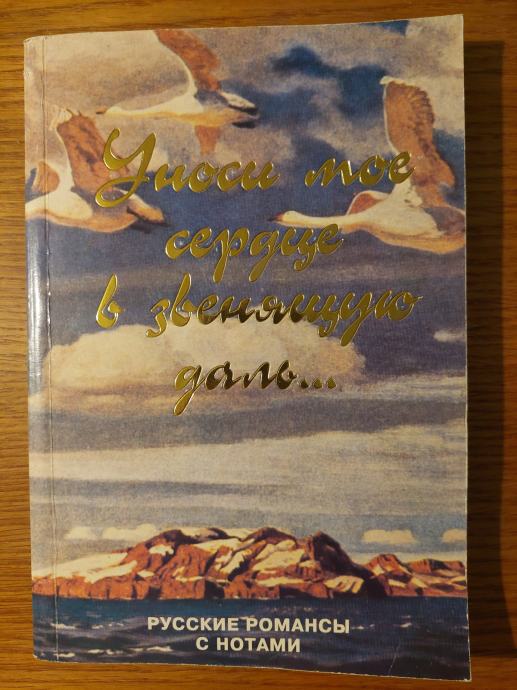 Уноси мое
сердце
в звенящую
даль...
РУССКИЕ РОМАНСЫ
С НОТАМИ